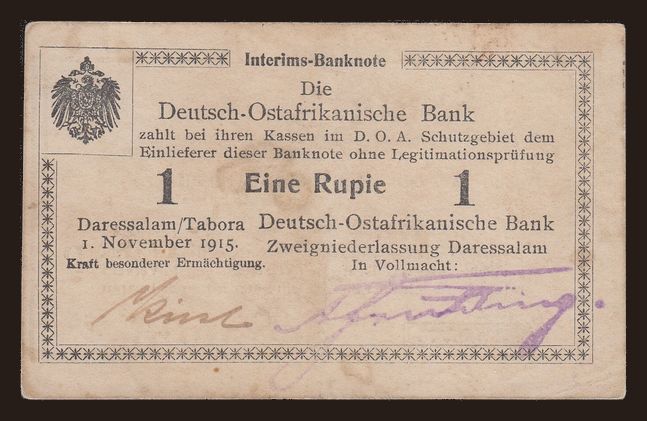 Interims-Banknote
Die
Deutsch-Ostafrikanische Bank
zahlt bei ihren Kassen im D. O. A. Schutzgebiet dem
Einlieferer dieser Banknote ohne Legitimationsprüfung
1 Eine Rupie 1
Daressalam/Tabora
1. November 1915.
Kraft besonderer Ermächtigung.
Deutsch-Ostafrikanische Bank
Zweigniederlassung Daressalam
In Vollmacht: